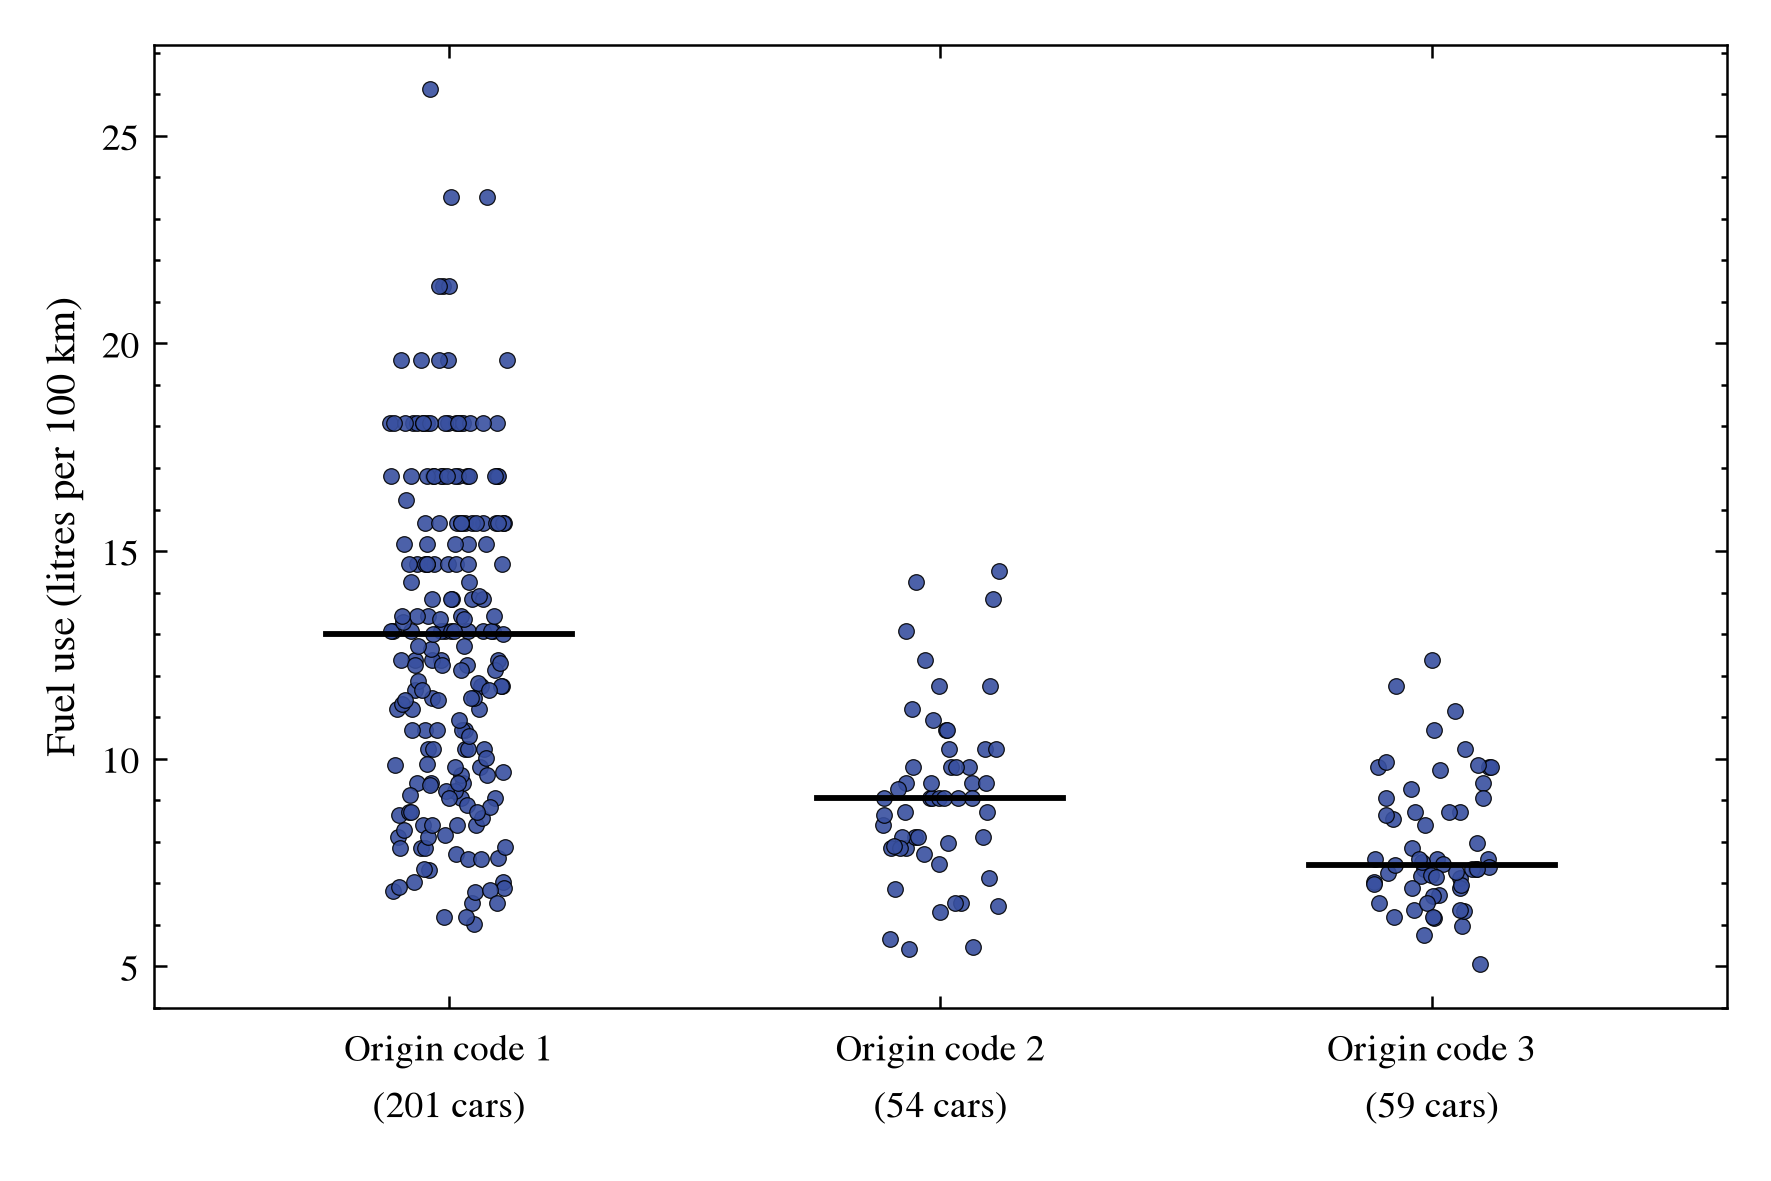 Fuel use (litres per 100 km)
25
20
15
10
5
Origin code 1
(201 cars)
Origin code 2
(54 cars)
Origin code 3
(59 cars)